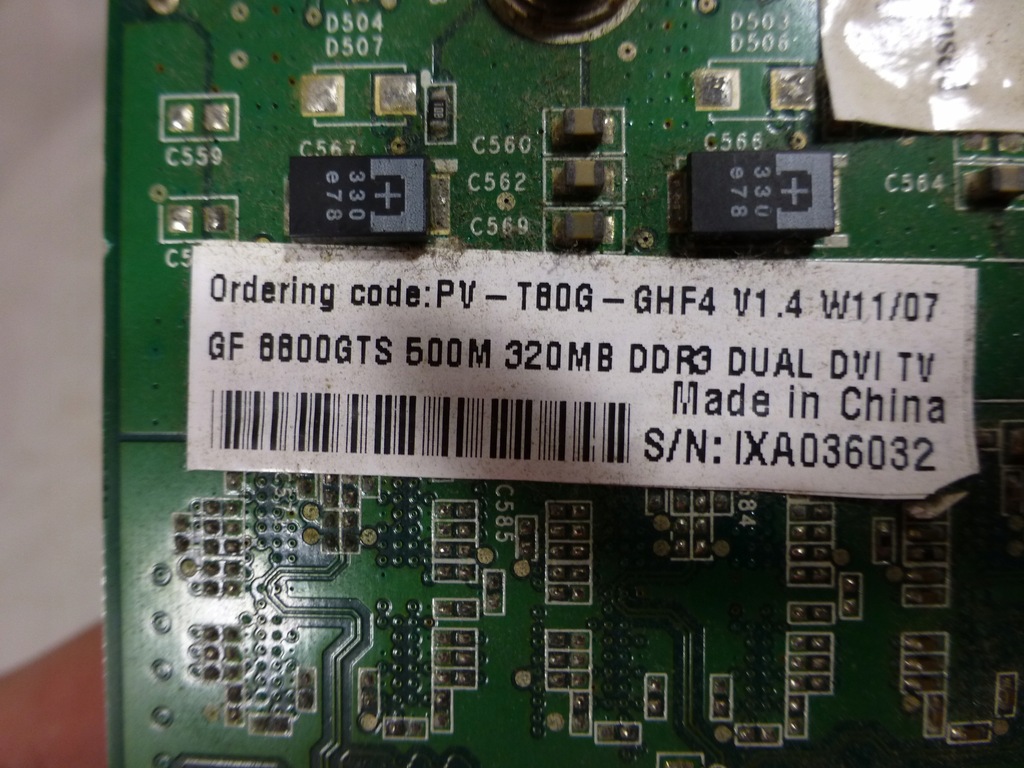 D504
D507
D503
D506
C559
C567
C560
C566
330
e78
C562
330
e78
C564
C569
Ordering code:PV-T80G-GHF4 V1.4 W11/07
GF 8800GTS 500M 320MB DDR3 DUAL DVI TV
Made in China
S/N: IXA036032
C585